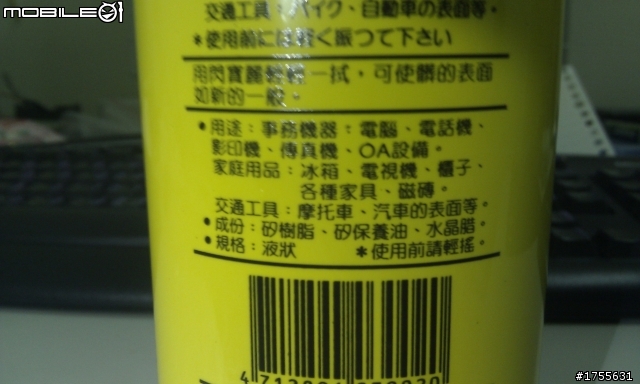 MOBILE01
交通工具：バイク、自動車の表面等。
*使用前には軽く振つて下さい
用閃寶麗輕輕一拭，可使髒的表面
如新的一般。
•用途：事務機器：電腦、電話機、
影印機、傳真機、OA設備。
家庭用品：冰箱、電視機、櫃子、
各種家具、磁磚。
交通工具：摩托車、汽車的表面等。
•成份：矽樹脂、矽保養油、水晶腊。
•規格：液狀 *使用前請輕搖。
#1755631